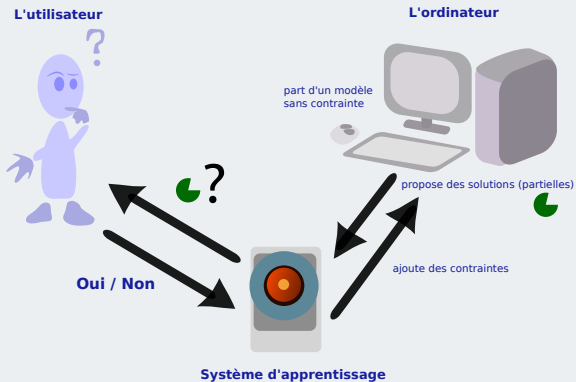 L'utilisateur
L'ordinateur
?
part d'un modèle
sans contrainte
propose des solutions (partielles)
?
ajoute des contraintes
Oui / Non
Système d'apprentissage